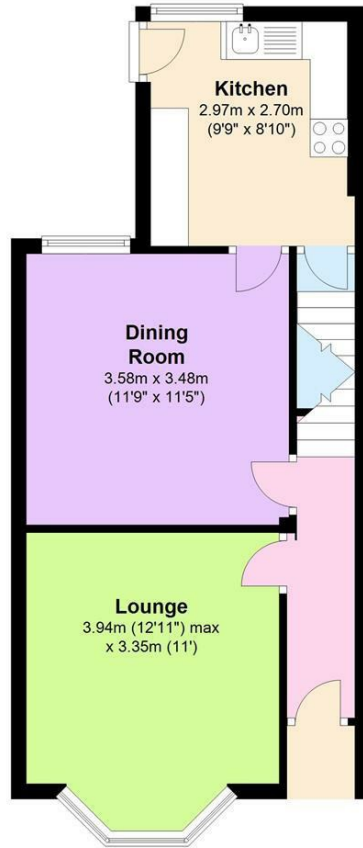 Kitchen
2.97m x 2.70m
(9'9" x 8'10")
Dining
Room
3.58m x 3.48m
(11'9" x 11'5")
Lounge
3.94m (12'11") max
x 3.35m (11')